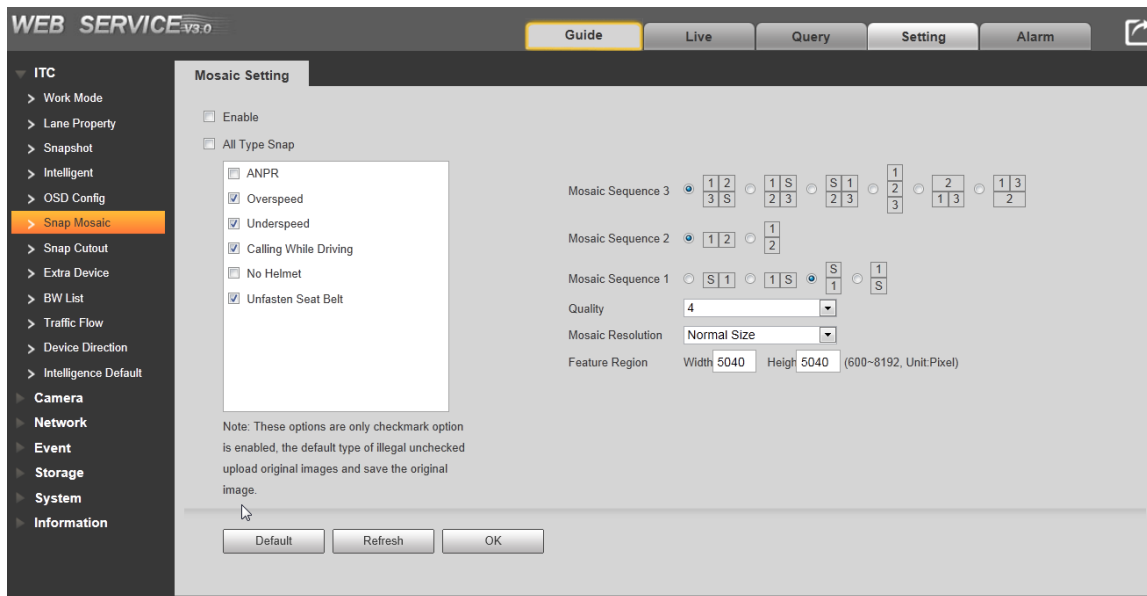 WEB SERVICE V3.0
Guide Live Query Setting Alarm
ITC
Work Mode
Lane Property
Snapshot
Intelligent
OSD Config
Snap Mosaic
Snap Cutout
Extra Device
BW List
Traffic Flow
Device Direction
Intelligence Default
Camera
Network
Event
Storage
System
Information
Mosaic Setting
Enable
All Type Snap
ANPR
Overspeed
Underspeed
Calling While Driving
No Helmet
Unfasten Seat Belt
Note: These options are only checkmark option
is enabled, the default type of illegal unchecked
upload original images and save the original
image.
Mosaic Sequence 3
1 2
3 S
1 S
2 3
S 1
2 3
1
2
3
2
1 3
1 3
2
Mosaic Sequence 2
1 2
1
2
Mosaic Sequence 1
S 1
1 S
S
1
1
S
Quality 4
Mosaic Resolution Normal Size
Feature Region Width 5040 Heigh 5040 (600~8192, Unit:Pixel)
Default Refresh OK